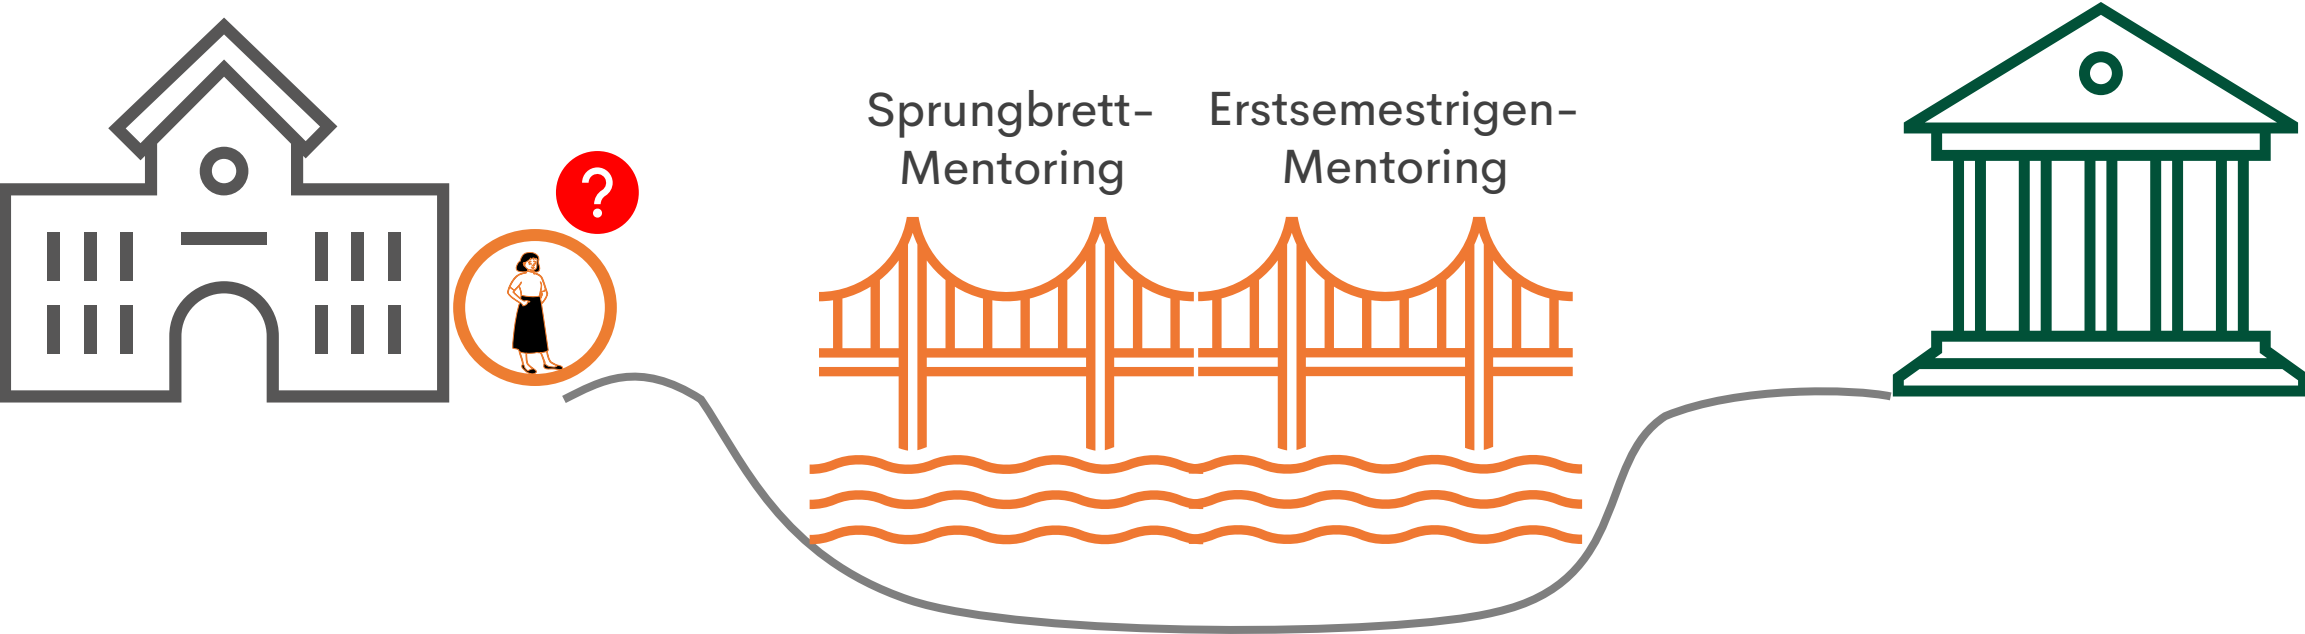 ?
Sprungbrett-
Mentoring
Erstsemestrigen-
Mentoring